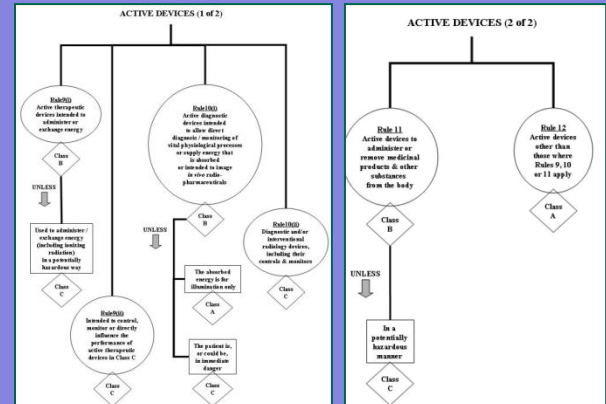 ACTIVE DEVICES (1 of 2)
Rule9(i)
Active therapeutic
devices intended to
administer or
exchange energy
Class
B
UNLESS
Used to administer /
exchange energy
(including ionizing
radiction)
in a potentially
hazardous way
Class
C
Rule9(ii)
Intended to control,
monitor or directly
influence the
performance of
active therapeutic
devices in Class C
Class
C
Rule10(i)
Active diagnostic
devices intended
to allow direct
diagnosis / monitoring of
vital physiological processes
or supply energy that
is absorbed
or intended to image
in vivo radio-
pharmaceuticals
Class
B
UNLESS
The absorbed
energy is for
illumination only
Class
A
The patient is,
or could be,
in immediate
danger
Class
C
Rule10(ii)
Diagnostic and/or
interventional
radiology devices,
including their
controls & monitors
Class
C
ACTIVE DEVICES (2 of 2)
Rule 11
Active devices to
administer or
remove medicinal
products & other
substances
from the body
Class
B
UNLESS
In a
potentially
hazardous
manner
Class
C
Rule 12
Active devices
other than
those where
Rules 9, 10
or 11 apply
Class
A